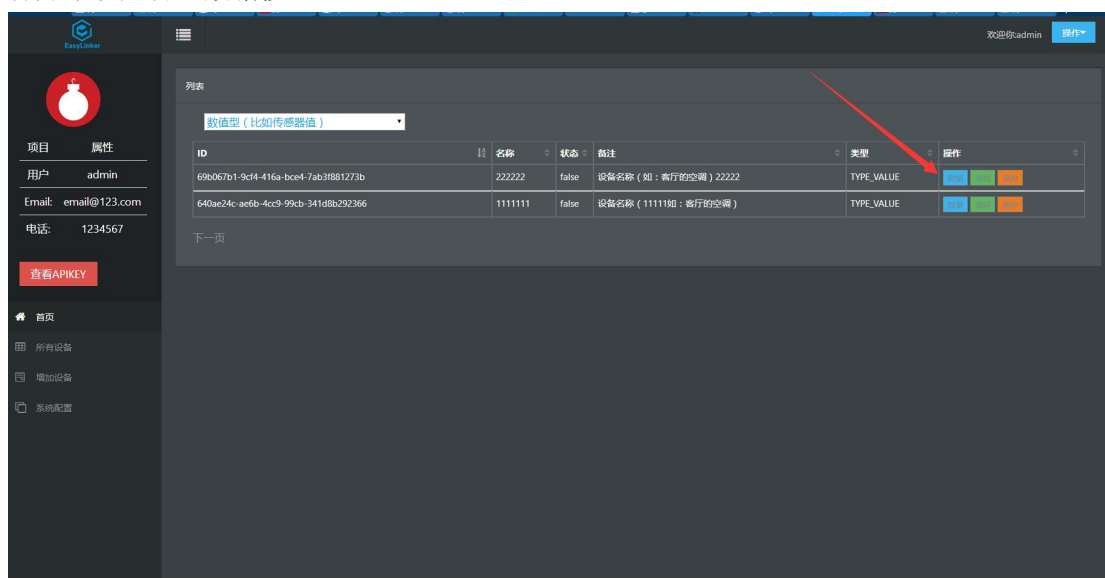 EasyLinker
欢迎你:admin 操作
列表
数值型（比如传感器值）
项目 属性
用户 admin
Email: email@123.com
电话: 1234567
查看APIKEY
首页
所有设备
增加设备
系统配置
ID 名称 状态 备注 类型 操作
69b067b1-9cf4-416a-bce4-7ab3f881273b 222222 false 设备名称（如：客厅的空调）22222 TYPE_VALUE
640ae24c-ae6b-4cc9-99cb-341d8b292366 1111111 false 设备名称（11111如：客厅的空调） TYPE_VALUE
下一页